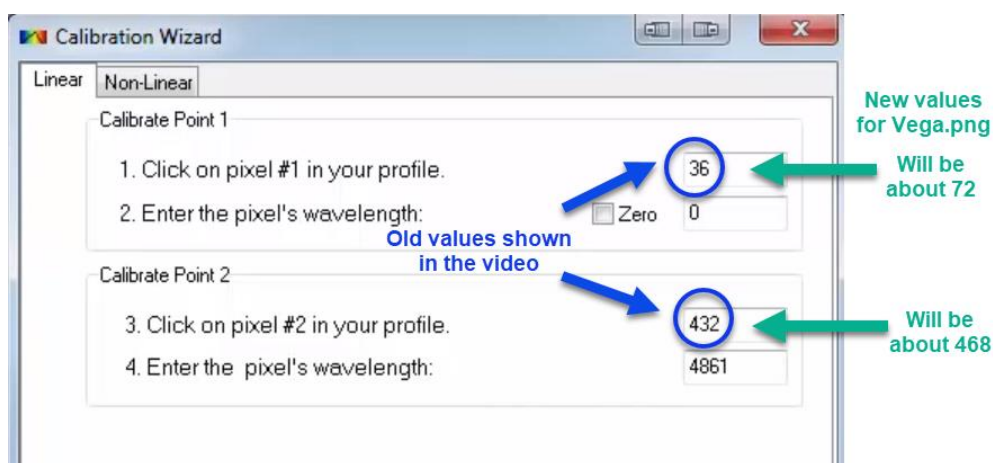 Calibration Wizard
Linear
Non-Linear
Calibrate Point 1
1. Click on pixel #1 in your profile.
36
2. Enter the pixel's wavelength:
Zero
0
Old values shown
in the video
Calibrate Point 2
3. Click on pixel #2 in your profile.
432
4. Enter the pixel's wavelength:
4861
New values
for Vega.png
Will be
about 72
Will be
about 468